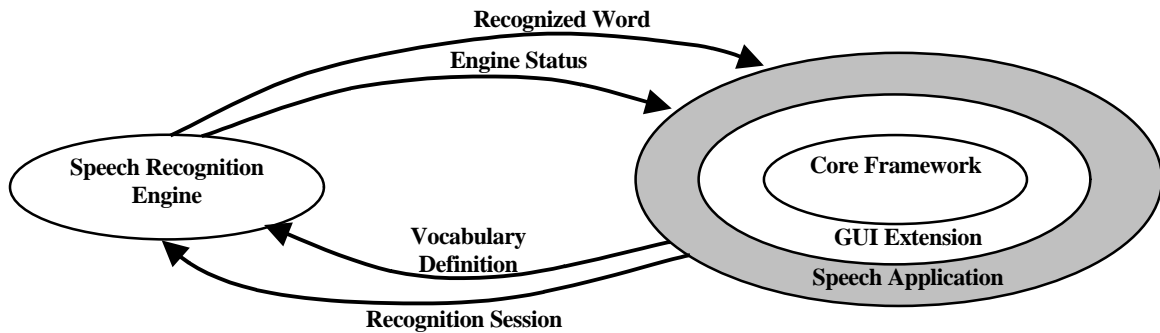 Recognized Word
Engine Status
Speech Recognition
Engine
Core Framework
GUI Extension
Speech Application
Vocabulary
Definition
Recognition Session